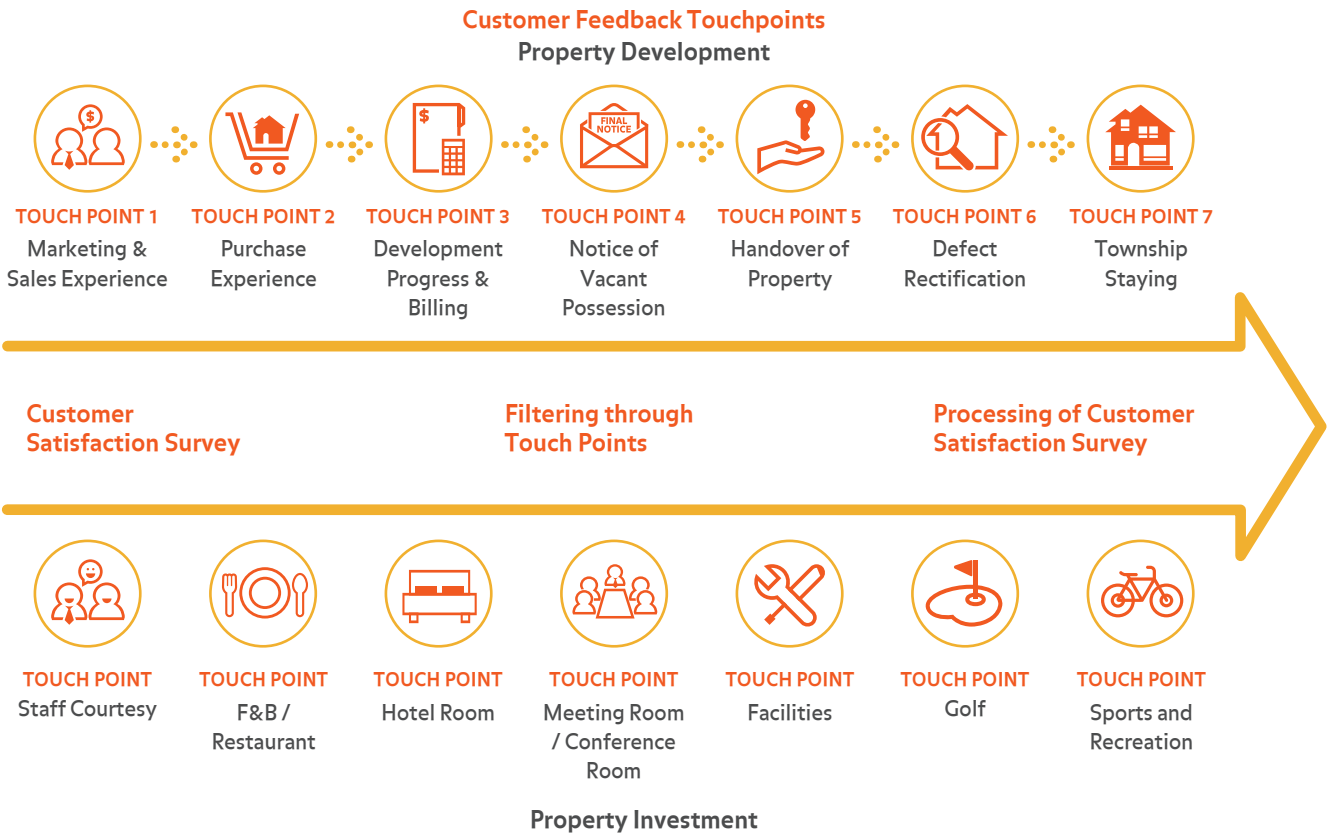 Customer Feedback Touchpoints
Property Development
$
$
FINAL
NOTICE
TOUCH POINT 1
Marketing &
Sales Experience
TOUCH POINT 2
Purchase
Experience
TOUCH POINT 3
Development
Progress &
Billing
TOUCH POINT 4
Notice of
Vacant
Possession
TOUCH POINT 5
Handover of
Property
TOUCH POINT 6
Defect
Rectification
TOUCH POINT 7
Township
Staying
Customer
Satisfaction Survey
Filtering through
Touch Points
Processing of Customer
Satisfaction Survey
TOUCH POINT
Staff Courtesy
TOUCH POINT
F&B /
Restaurant
TOUCH POINT
Hotel Room
TOUCH POINT
Meeting Room
/ Conference
Room
TOUCH POINT
Facilities
TOUCH POINT
Golf
TOUCH POINT
Sports and
Recreation
Property Investment